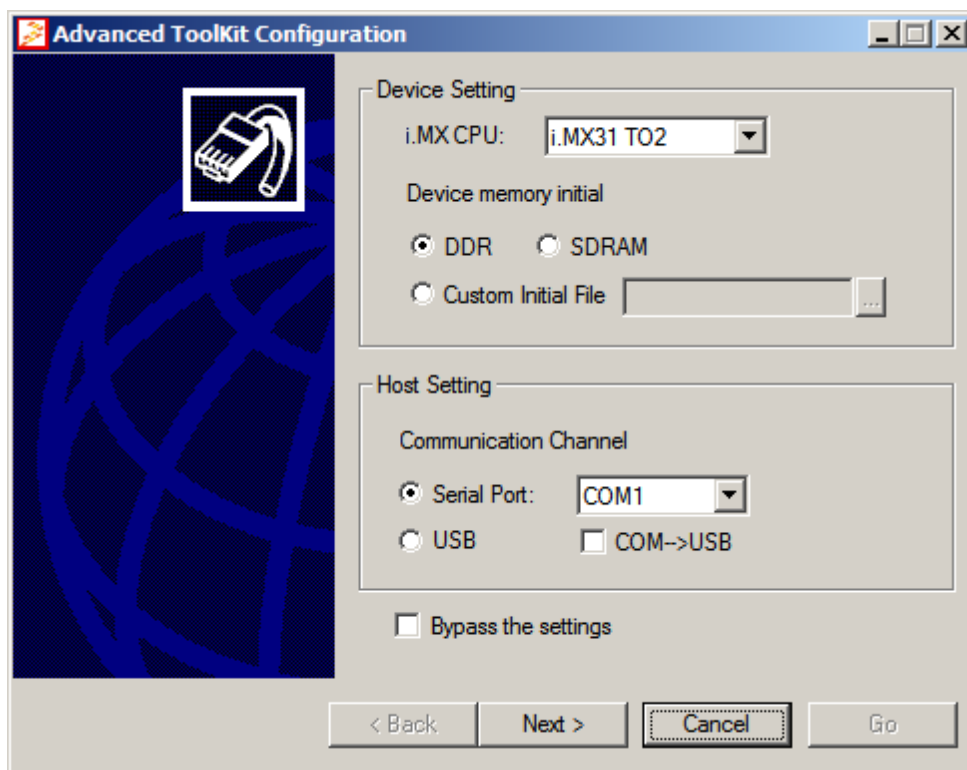 Advanced ToolKit Configuration
Device Setting
i.MX CPU: i.MX31 TO2
Device memory initial
DDR SDRAM
Custom Initial File ...
Host Setting
Communication Channel
Serial Port: COM1
USB COM-->USB
Bypass the settings
< Back Next > Cancel Go